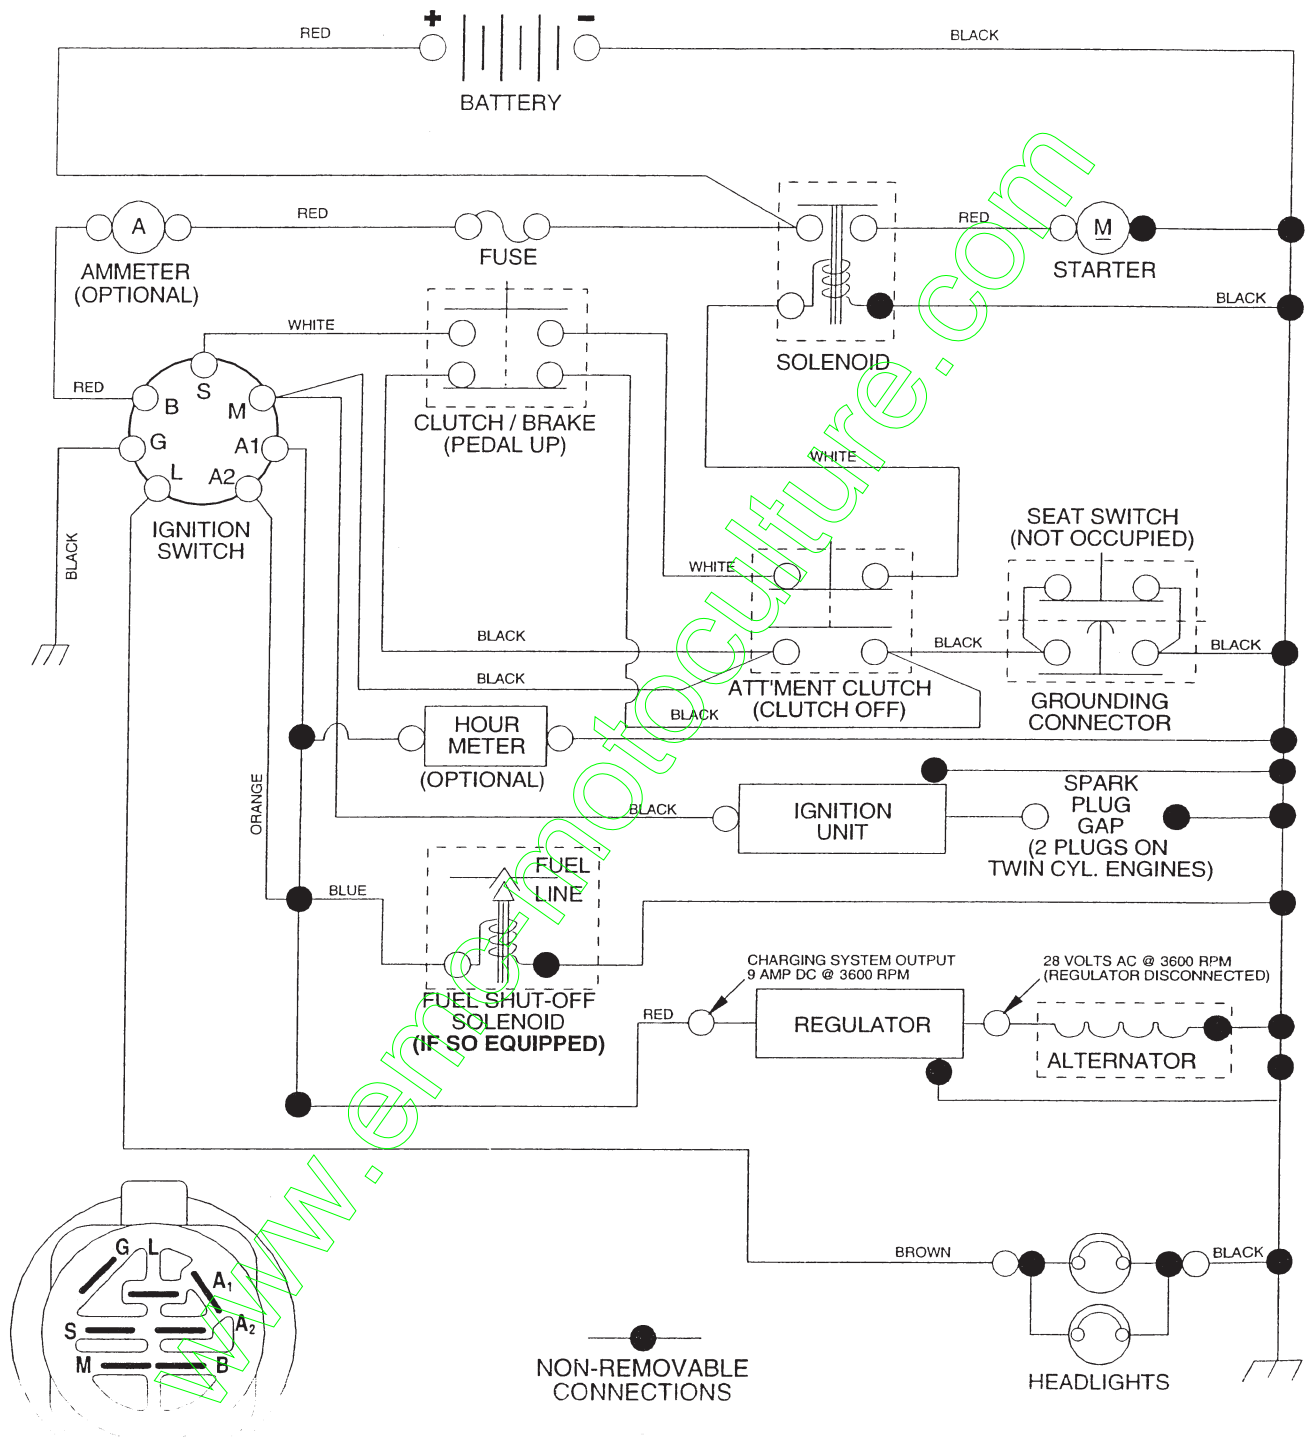 + –
RED
BLACK
BATTERY
RED
RED
A
M
FUSE
AMMETER
(OPTIONAL)
STARTER
BLACK
WHITE
SOLENOID
RED
S
B
M
CLUTCH / BRAKE
(PEDAL UP)
G
A1
L
A2
WHITE
IGNITION
SWITCH
SEAT SWITCH
(NOT OCCUPIED)
BLACK
WHITE
BLACK
BLACK
BLACK
BLACK
ATT'MENT CLUTCH
(CLUTCH OFF)
GROUNDING
CONNECTOR
BLACK
HOUR
METER
(OPTIONAL)
ORANGE
BLACK
IGNITION
UNIT
SPARK
PLUG
GAP
(2 PLUGS ON
TWIN CYL. ENGINES)
FUEL
LINE
BLUE
CHARGING SYSTEM OUTPUT
9 AMP DC @ 3600 RPM
28 VOLTS AC @ 3600 RPM
(REGULATOR DISCONNECTED)
FUEL SHUT-OFF
SOLENOID
(IF SO EQUIPPED)
RED
REGULATOR
ALTERNATOR
BROWN
BLACK
G L
A1
A2
S
M
B
NON-REMOVABLE
CONNECTIONS
HEADLIGHTS
www.emc-motoculture.com